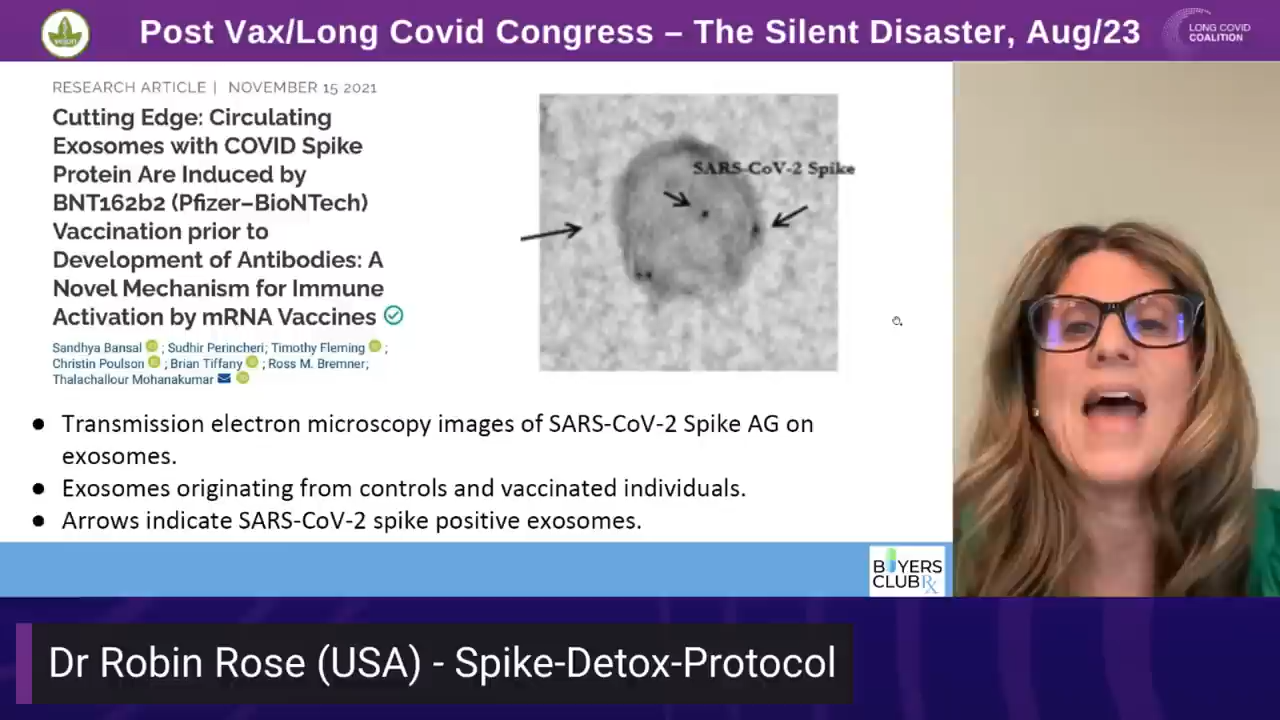 Post Vax/Long Covid Congress – The Silent Disaster, Aug/23
LONG COVID
COALITION
RESEARCH ARTICLE | NOVEMBER 15 2021
Cutting Edge: Circulating
Exosomes with COVID Spike
Protein Are Induced by
BNT162b2 (Pfizer–BioNTech)
Vaccination prior to
Development of Antibodies: A
Novel Mechanism for Immune
Activation by mRNA Vaccines
Sandhya Bansal ; Sudhir Perincheri; Timothy Fleming ;
Christin Poulson ; Brian Tiffany ; Ross M. Bremner;
Thalachallour Mohanakumar
SARS-CoV-2 Spike
● Transmission electron microscopy images of SARS-CoV-2 Spike AG on
exosomes.
● Exosomes originating from controls and vaccinated individuals.
● Arrows indicate SARS-CoV-2 spike positive exosomes.
BUYERS
CLUB Rx
Dr Robin Rose (USA) - Spike-Detox-Protocol